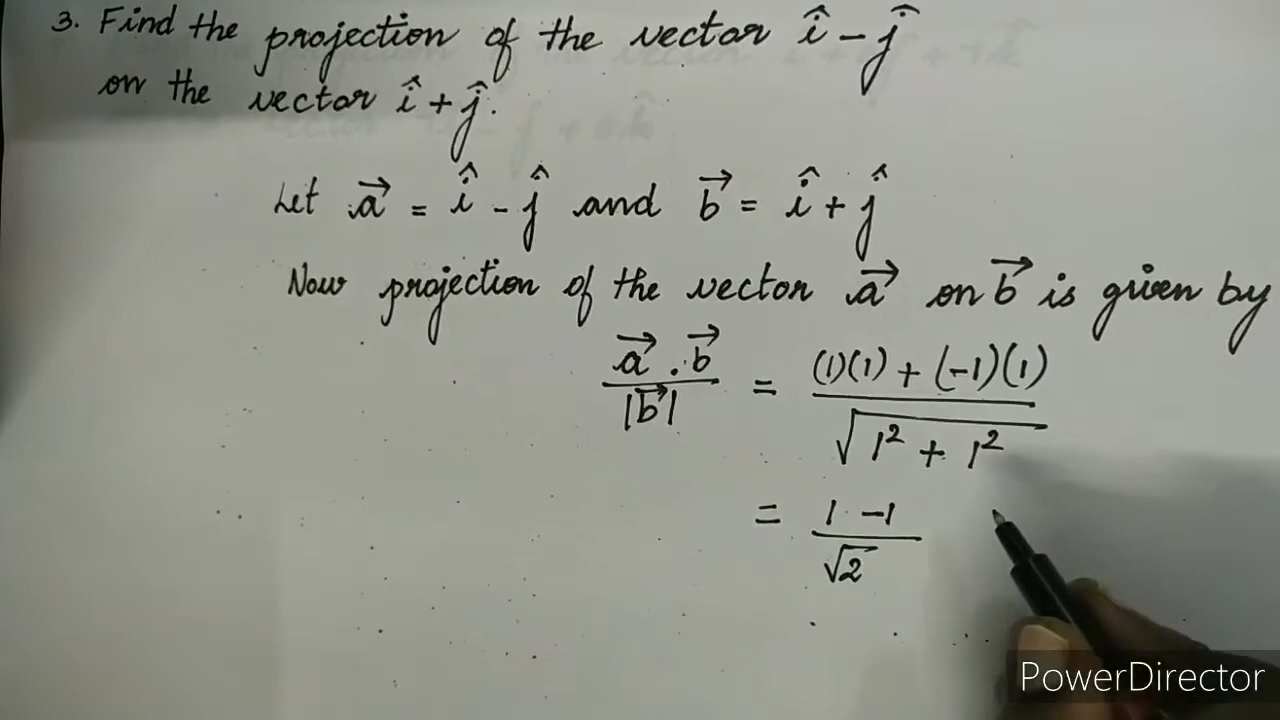 3. Find the projection of the vector î - ĵ
on the vector î + ĵ.
Let a⃗ = î - ĵ and b⃗ = î + ĵ
Now projection of the vector a⃗ on b⃗ is given by
a⃗ . b⃗ / |b⃗| = (1)(1) + (-1)(1) / √(1² + 1²)
= 1 - 1 / √2
PowerDirector